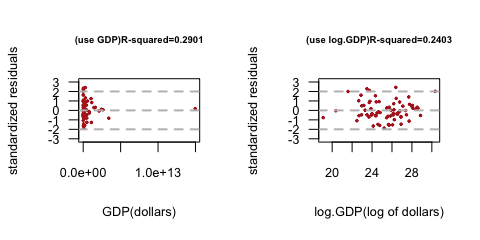 (use GDP)R-squared=0.2901
standardized residuals
3
2
1
0
-1
-2
-3
0.0e+00 1.0e+13
GDP(dollars)
(use log.GDP)R-squared=0.2403
standardized residuals
3
2
1
0
-1
-2
-3
20 24 28
log.GDP(log of dollars)